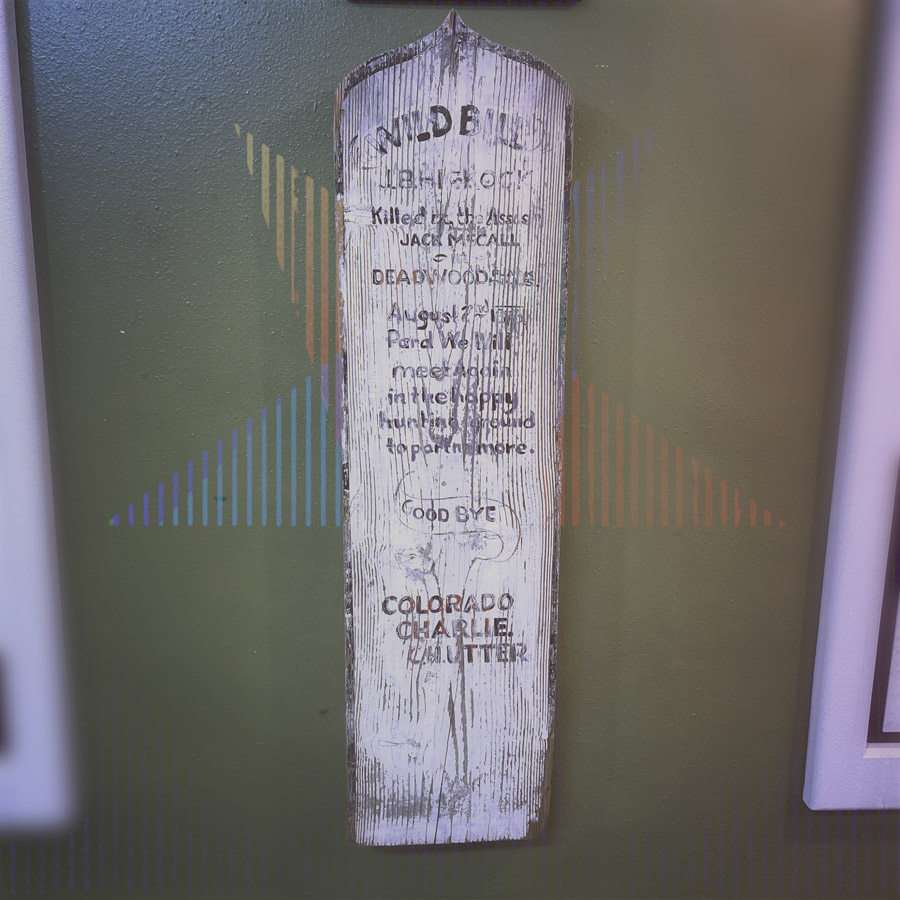 WILD BILL
J.B.HICKOCK
Killed by the Assas
JACK McCALL
DEADWOOD
August 2nd
Pard We Will
meet Again
in the happy
hunting ground
to part no more.
GOOD BYE
COLORADO
CHARLIE.
C.H.UTTER